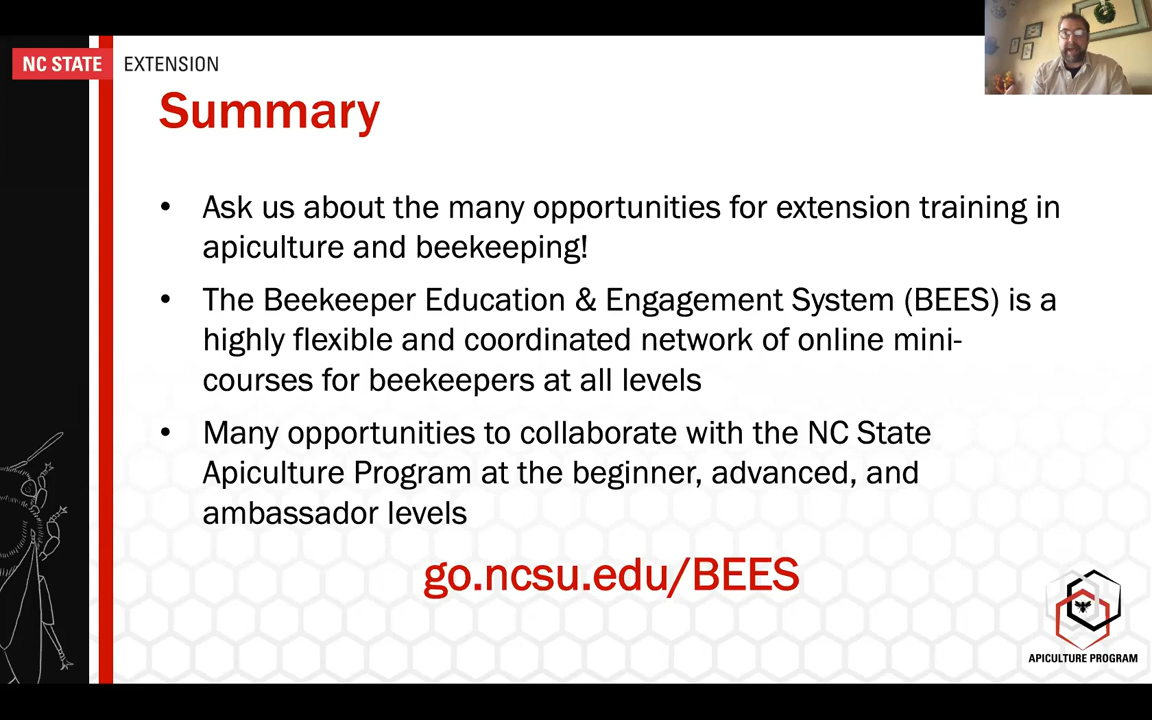 NC STATE EXTENSION
Summary
• Ask us about the many opportunities for extension training in
apiculture and beekeeping!
• The Beekeeper Education & Engagement System (BEES) is a
highly flexible and coordinated network of online mini-
courses for beekeepers at all levels
• Many opportunities to collaborate with the NC State
Apiculture Program at the beginner, advanced, and
ambassador levels
go.ncsu.edu/BEES
APICULTURE PROGRAM